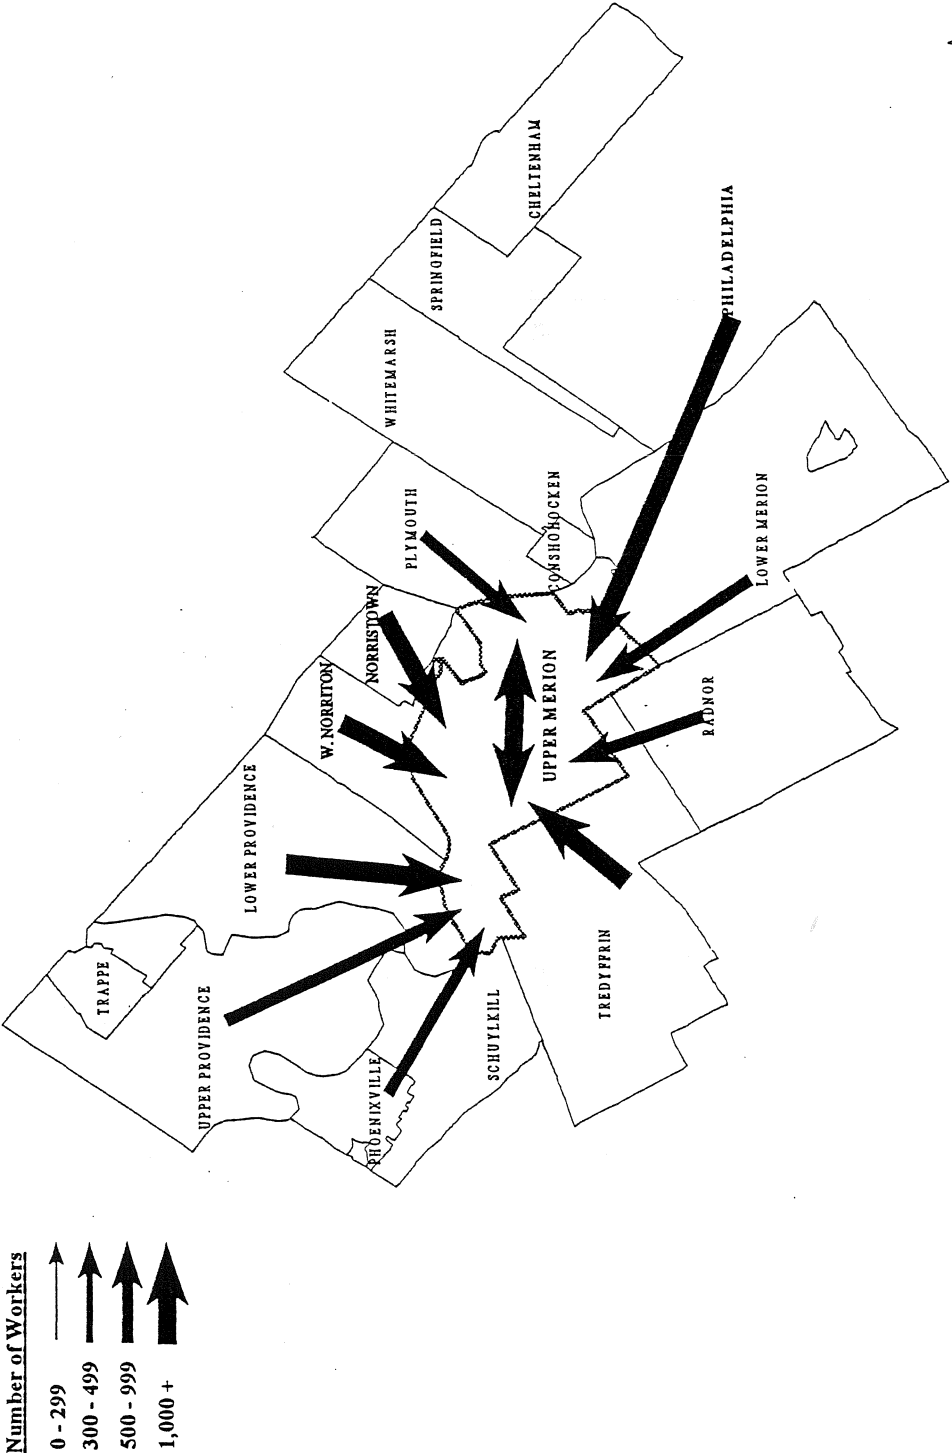 Number of Workers
0 - 299
300 - 499
500 - 999
1,000 +
TRAPPE
UPPER PROVIDENCE
LOWER PROVIDENCE
PHOENIXVILLE
SCHUYLKILL
W. NORRITON
NORRISTOWN
PLYMOUTH
WHITEMARSH
SPRINGFIELD
CHELTENHAM
CONSHOHOCKEN
UPPER MERION
TREDYFFRIN
RADNOR
LOWER MERION
PHILADELPHIA